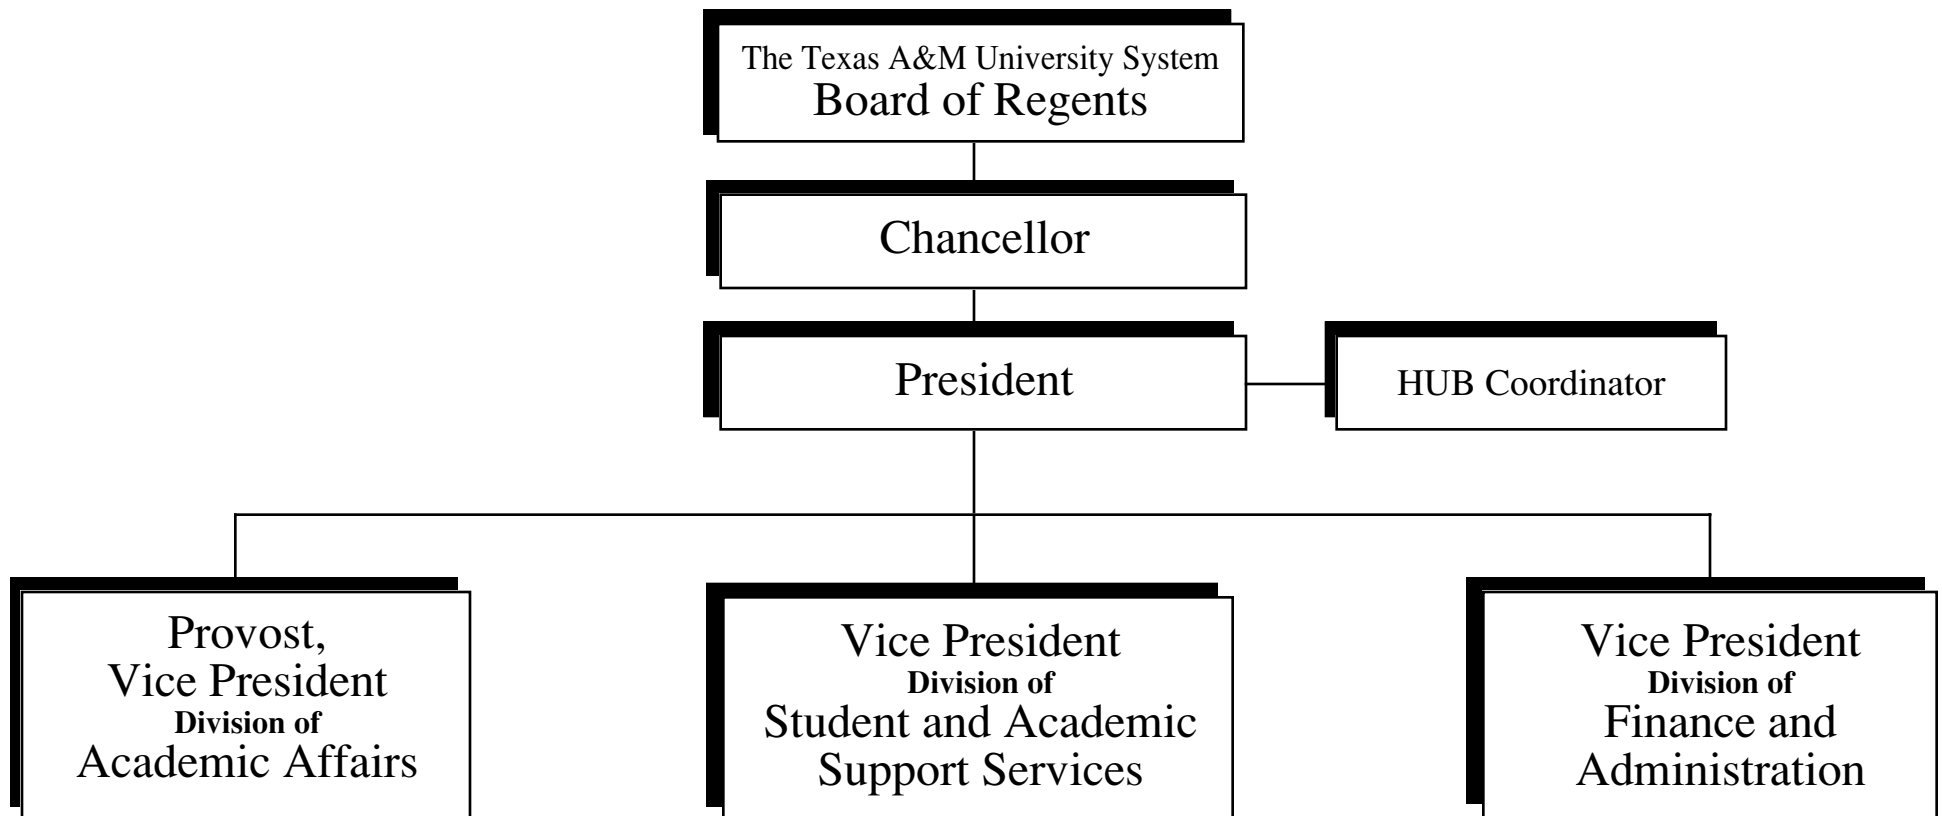 The Texas A&M University System
Board of Regents
Chancellor
President
HUB Coordinator
Provost,
Vice President
Division of
Academic Affairs
Vice President
Division of
Student and Academic
Support Services
Vice President
Division of
Finance and
Administration